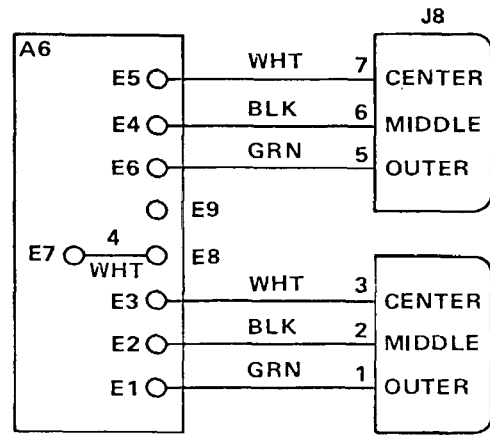 J8
A6
E5 WHT 7 CENTER
E4 BLK 6 MIDDLE
E6 GRN 5 OUTER
E9
E7 4 WHT E8
E3 WHT 3 CENTER
E2 BLK 2 MIDDLE
E1 GRN 1 OUTER